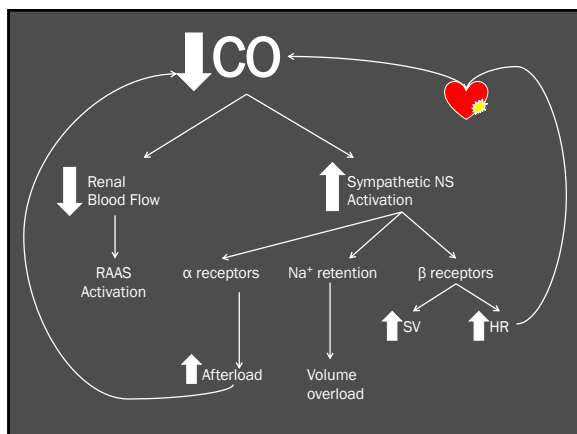 CO
Renal
Blood Flow
Sympathetic NS
Activation
RAAS
Activation
α receptors
Na⁺ retention
β receptors
SV
HR
Afterload
Volume
overload